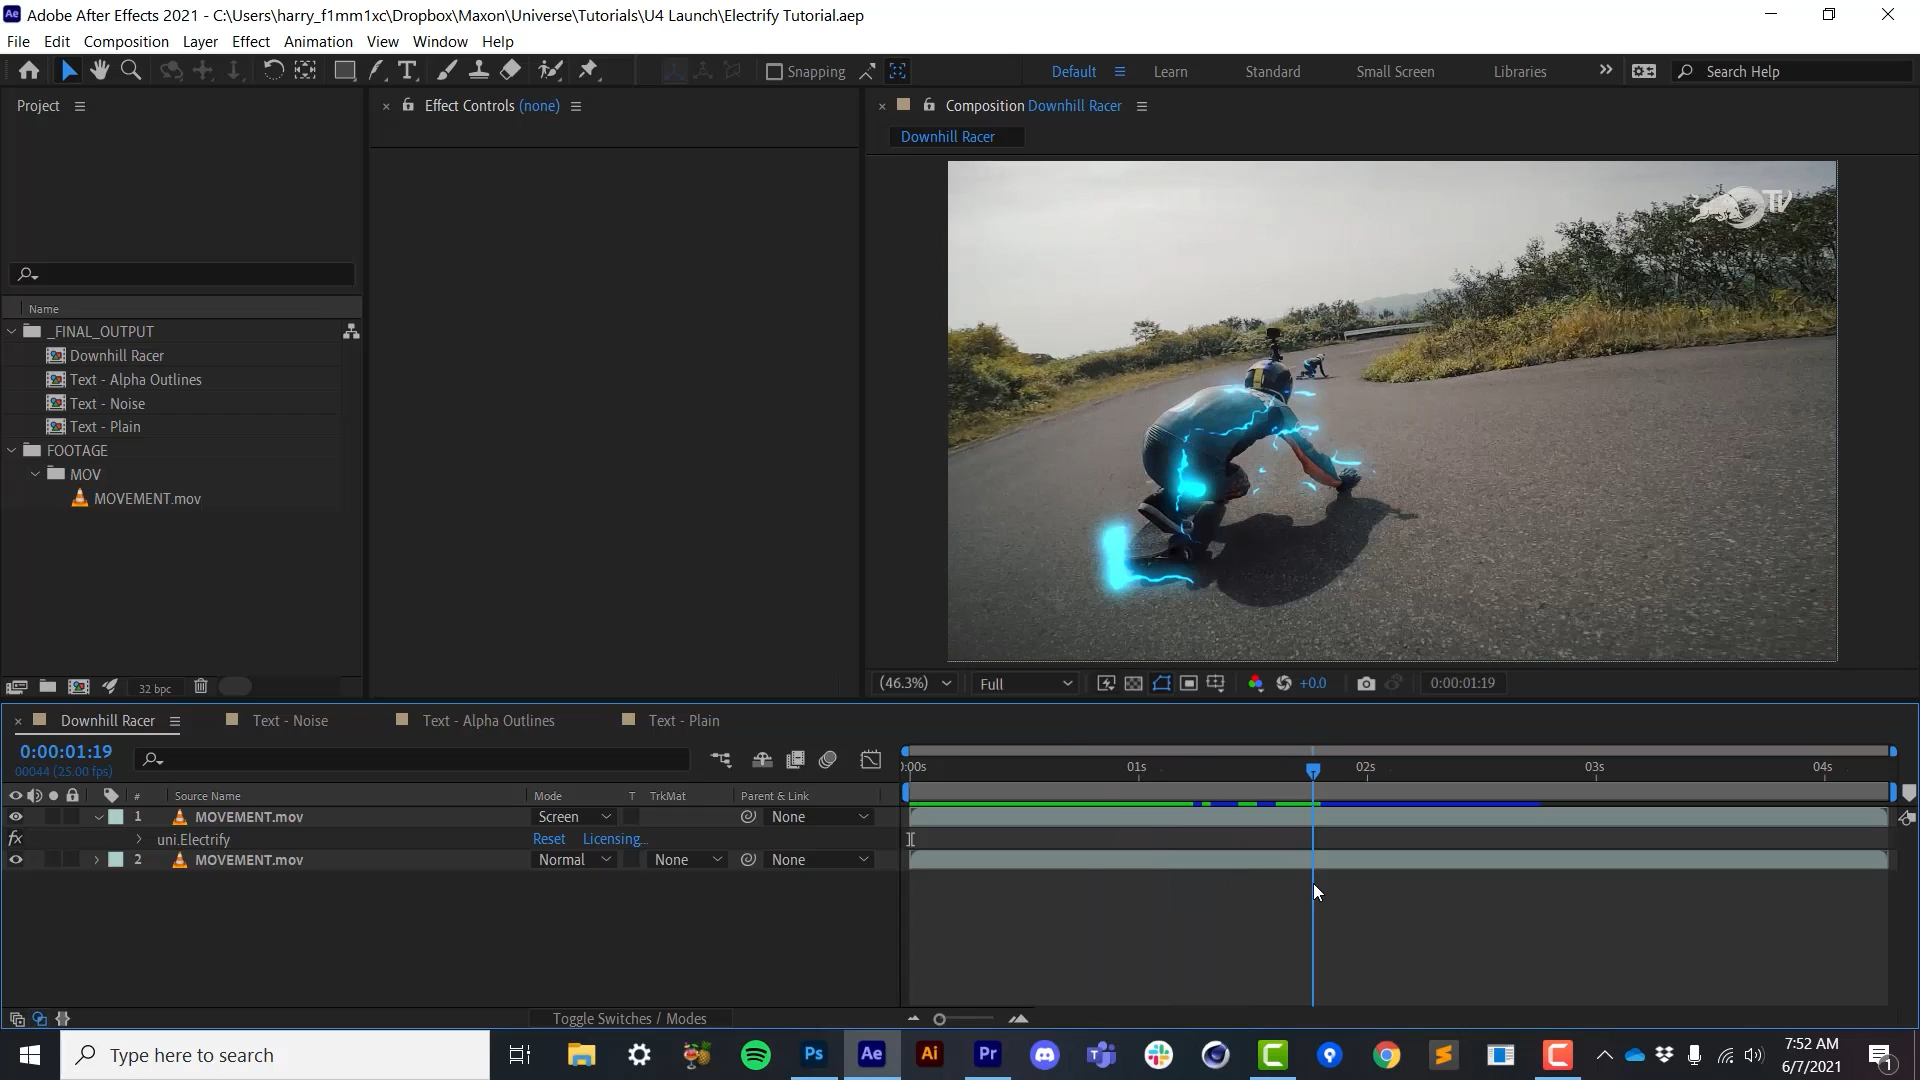 Adobe After Effects 2021 - C:\Users\harry_f1mm1xc\Dropbox\Maxon\Universe\Tutorials\U4 Launch\Electrify Tutorial.aep
File Edit Composition Layer Effect Animation View Window Help
Snapping Default Learn Standard Small Screen Libraries Search Help
Project
Effect Controls (none)
Composition Downhill Racer
Downhill Racer
TV
Name
_FINAL_OUTPUT
Downhill Racer
Text - Alpha Outlines
Text - Noise
Text - Plain
FOOTAGE
MOV
MOVEMENT.mov
32 bpc
(46.3%) Full +0.0 0:00:01:19
Downhill Racer Text - Noise Text - Alpha Outlines Text - Plain
0:00:01:19
00044 (25.00 fps)
0:00s 01s 02s 03s 04s
# Source Name Mode T TrkMat Parent & Link
1 MOVEMENT.mov Screen None
fx uni.Electrify Reset Licensing...
2 MOVEMENT.mov Normal None None
Toggle Switches / Modes
Type here to search
Ps Ae Ai Pr
7:52 AM
6/7/2021
1